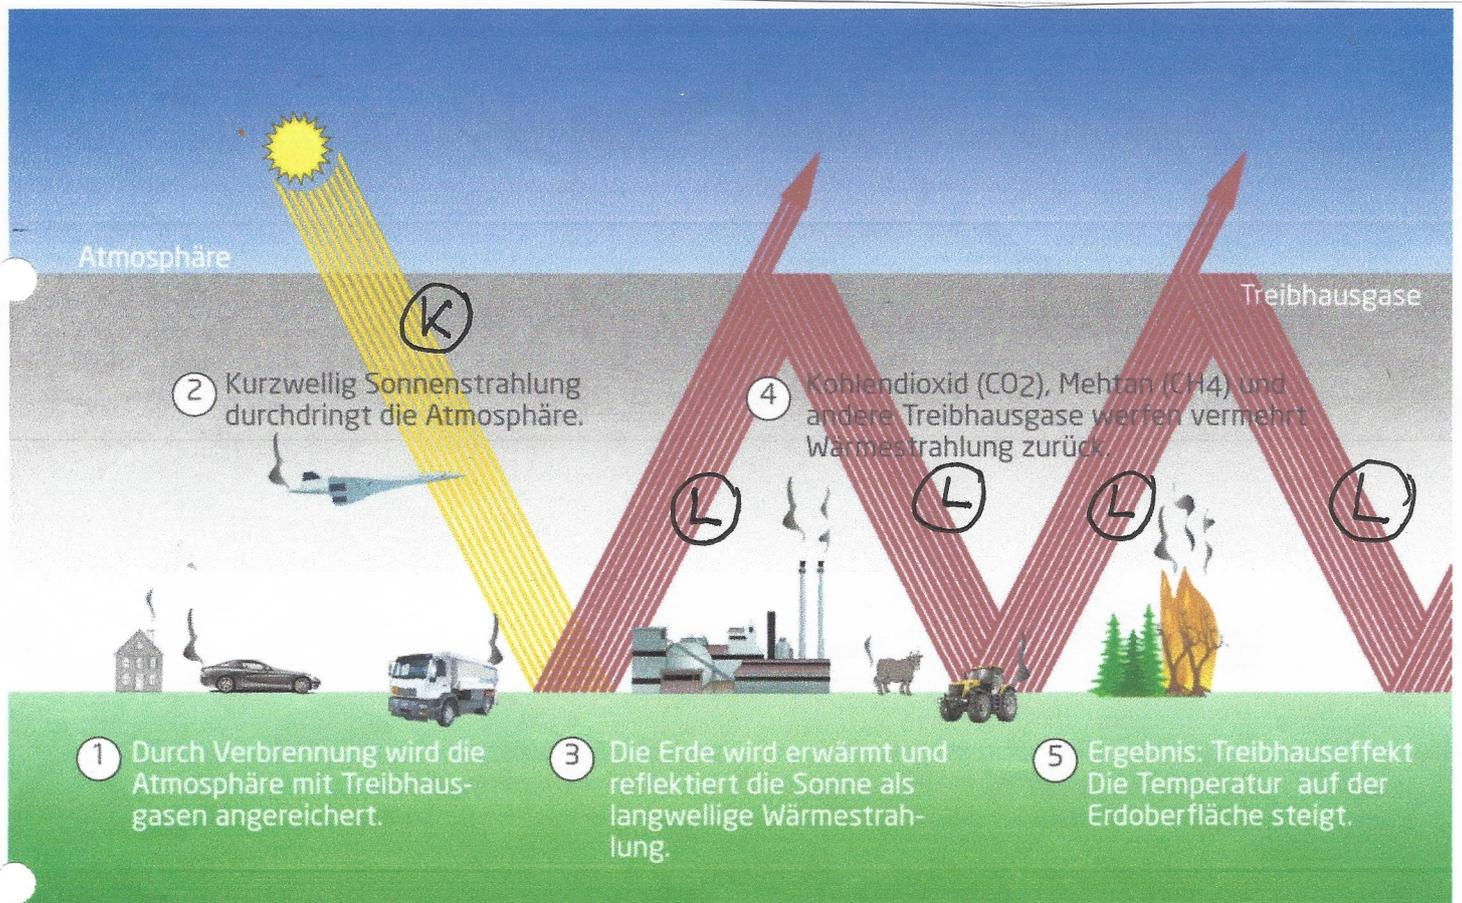 Atmosphäre
Treibhausgase
K
2 Kurzwellig Sonnenstrahlung
durchdringt die Atmosphäre.
4 Kohlendioxid (CO2), Mehtan (CH4) und
andere Treibhausgase werfen vermehrt
Wärmestrahlung zurück.
L
L
L
L
1 Durch Verbrennung wird die
Atmosphäre mit Treibhaus-
gasen angereichert.
3 Die Erde wird erwärmt und
reflektiert die Sonne als
langwellige Wärmestrah-
lung.
5 Ergebnis: Treibhauseffekt
Die Temperatur auf der
Erdoberfläche steigt.